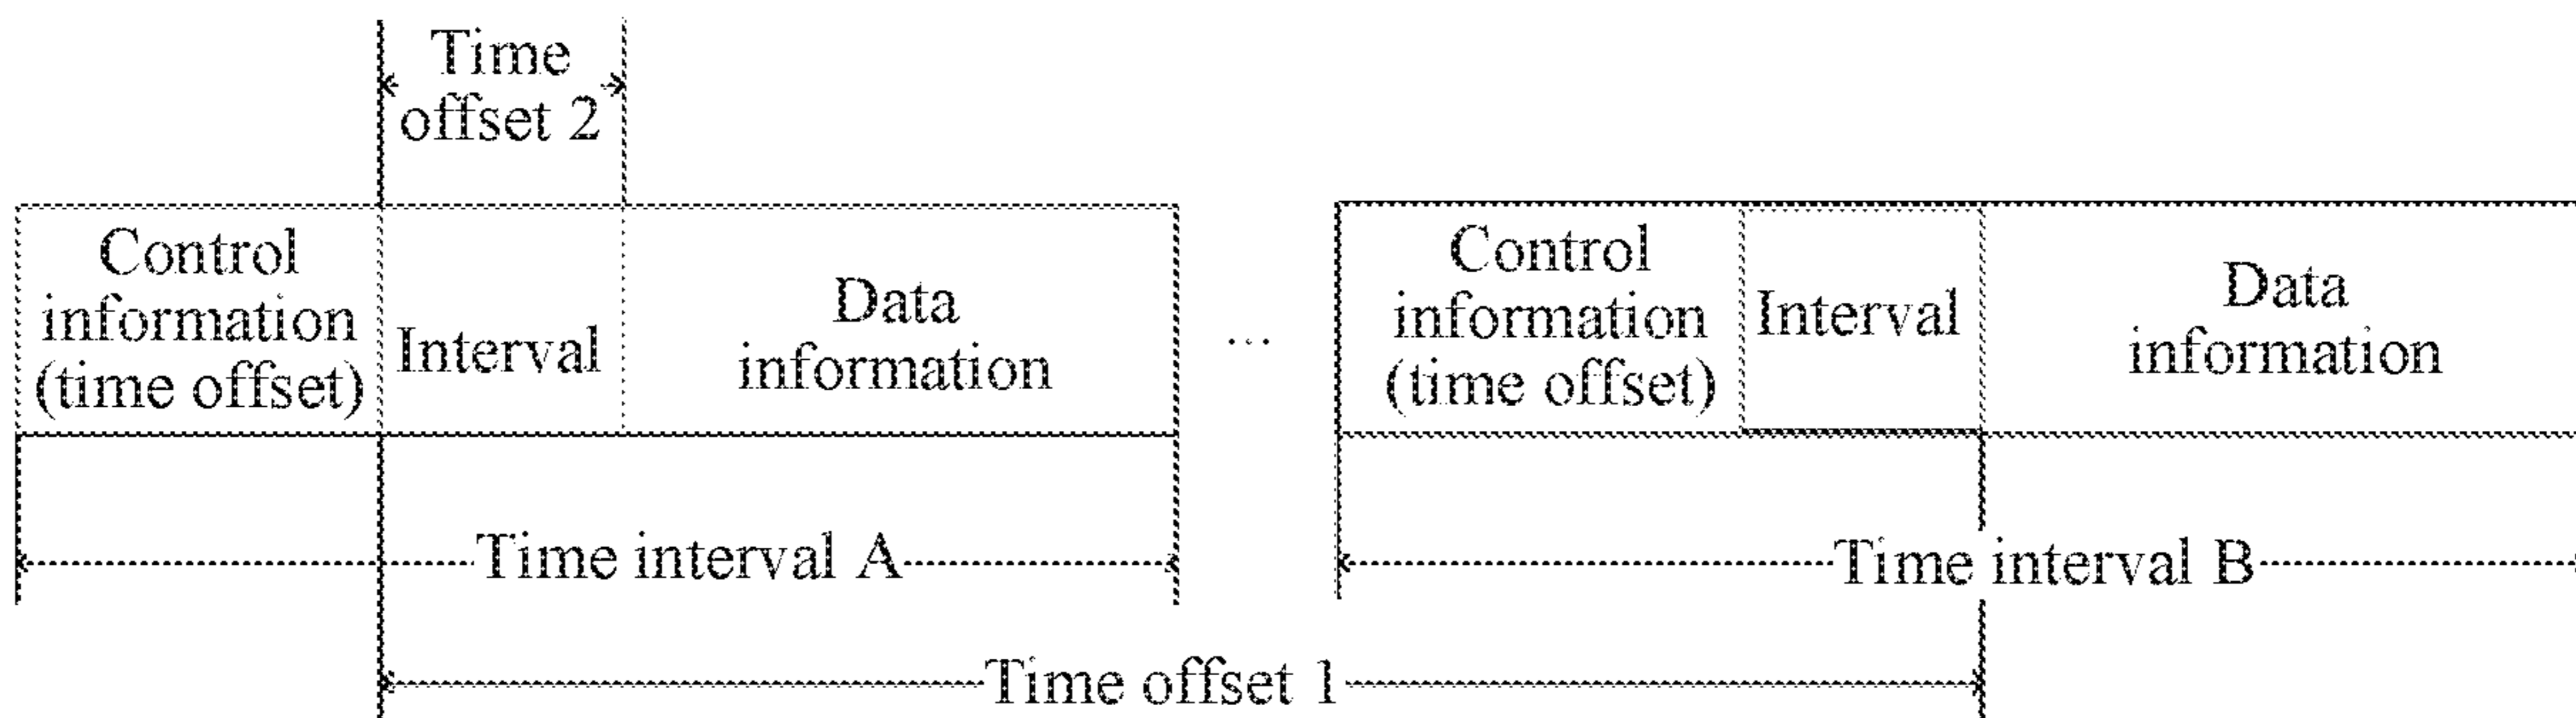 Time
offset 2
Control
information
(time offset)
Interval
Data
information
...
Control
information
(time offset)
Interval
Data
information
Time interval A
Time interval B
Time offset 1